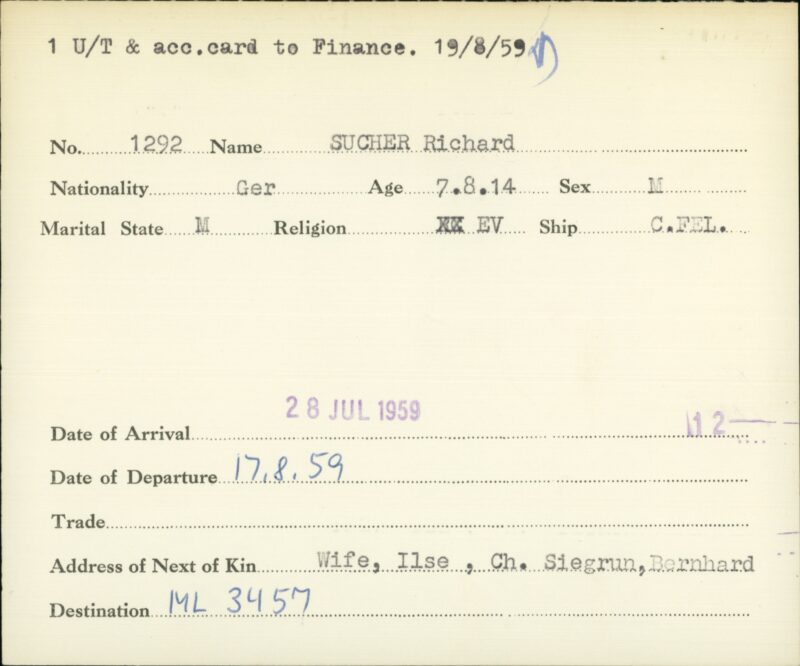 1 U/T & acc.card to Finance. 19/8/59
No. 1292 Name SUCHER Richard
Nationality Ger Age 7.8.14 Sex M
Marital State M Religion XX EV Ship C.FEL.
28 JUL 1959
Date of Arrival 12
Date of Departure 17.8.59
Trade
Address of Next of Kin Wife, Ilse , Ch. Siegrun, Bernhard
Destination ML 3457